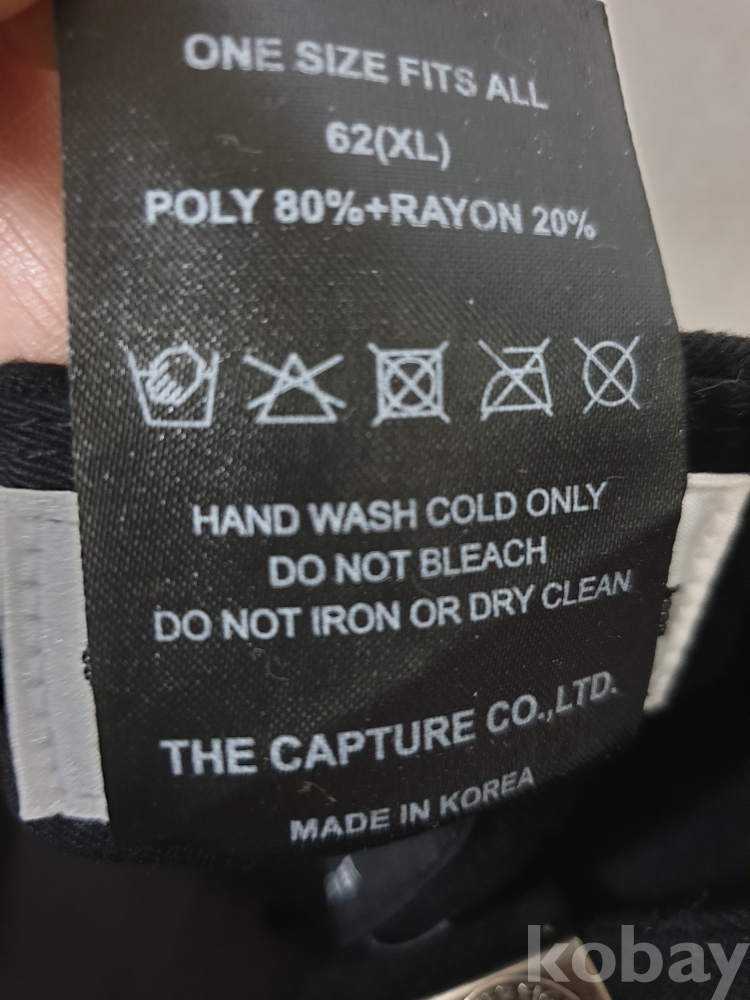 ONE SIZE FITS ALL
62(XL)
POLY 80%+RAYON 20%
HAND WASH COLD ONLY
DO NOT BLEACH
DO NOT IRON OR DRY CLEAN
THE CAPTURE CO.,LTD.
MADE IN KOREA
kobay